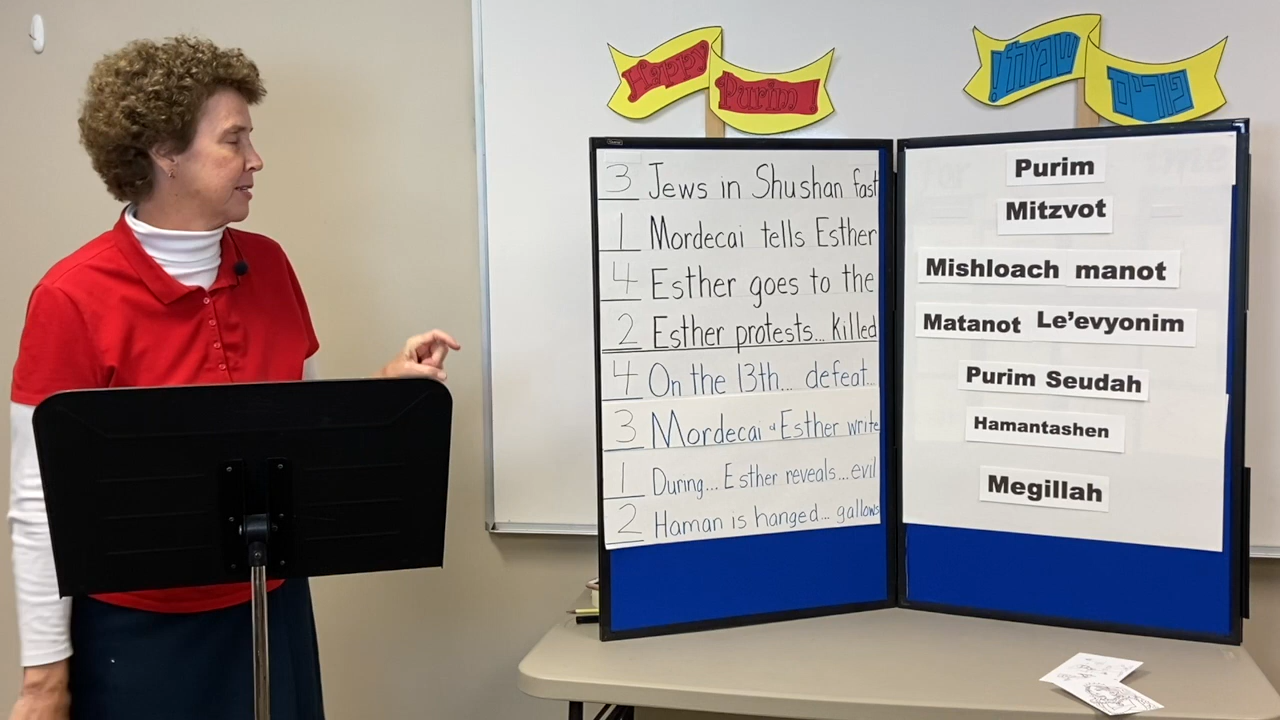 Happy
Purim
שמח!
פורים
3 Jews in Shushan fast
1 Mordecai tells Esther
4 Esther goes to the
2 Esther protests... killed
4 On the 13th... defeat...
3 Mordecai & Esther write
1 During... Esther reveals...evil
2 Haman is hanged... gallows
Purim
Mitzvot
Mishloach manot
Matanot Le'evyonim
Purim Seudah
Hamantashen
Megillah